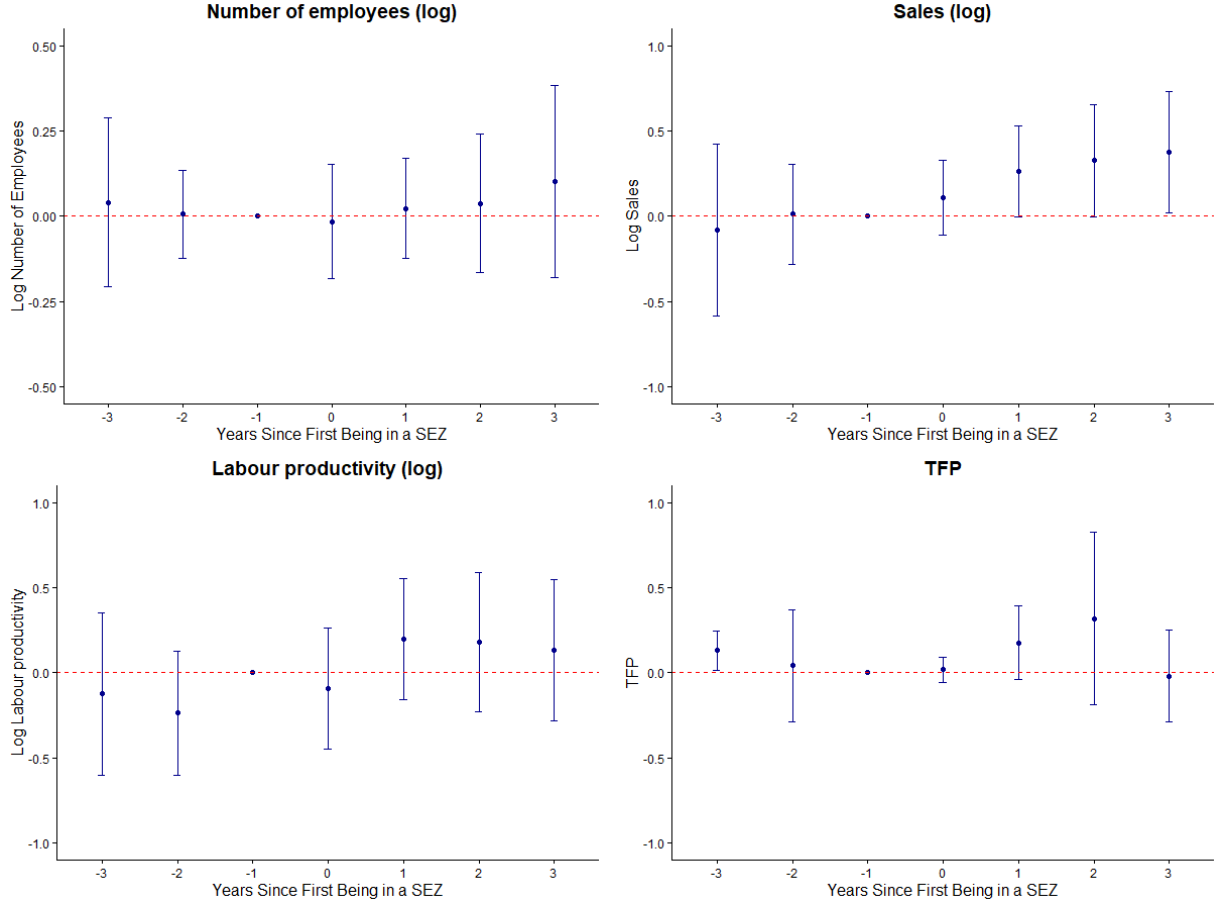 Number of employees (log)
0.50
0.25
0.00
-0.25
-0.50
Log Number of Employees
-3 -2 -1 0 1 2 3
Years Since First Being in a SEZ
Sales (log)
1.0
0.5
0.0
-0.5
-1.0
Log Sales
-3 -2 -1 0 1 2 3
Years Since First Being in a SEZ
Labour productivity (log)
1.0
0.5
0.0
-0.5
-1.0
Log Labour productivity
-3 -2 -1 0 1 2 3
Years Since First Being in a SEZ
TFP
1.0
0.5
0.0
-0.5
-1.0
TFP
-3 -2 -1 0 1 2 3
Years Since First Being in a SEZ